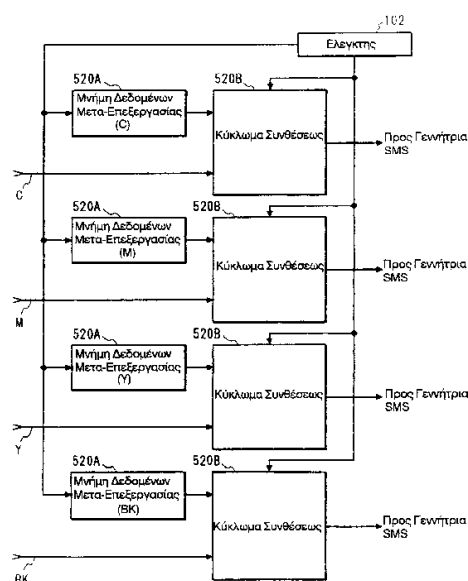 102
Ελεγκτης
520A
520B
Μνήμη Δεδομένων
Μετα-Επεξεργασίας
(C)
Κύκλωμα Συνθέσεως
Προς Γεννήτρια
SMS
C
520A
520B
Μνήμη Δεδομένων
Μετα-Επεξεργασίας
(M)
Κύκλωμα Συνθέσεως
Προς Γεννήτρια
SMS
M
520A
520B
Μνήμη Δεδομένων
Μετα-Επεξεργασίας
(Y)
Κύκλωμα Συνθέσεως
Προς Γεννήτρια
SMS
Y
520A
520B
Μνήμη Δεδομένων
Μετα-Επεξεργασίας
(BK)
Κύκλωμα Συνθέσεως
Προς Γεννήτρια
SMS
BK